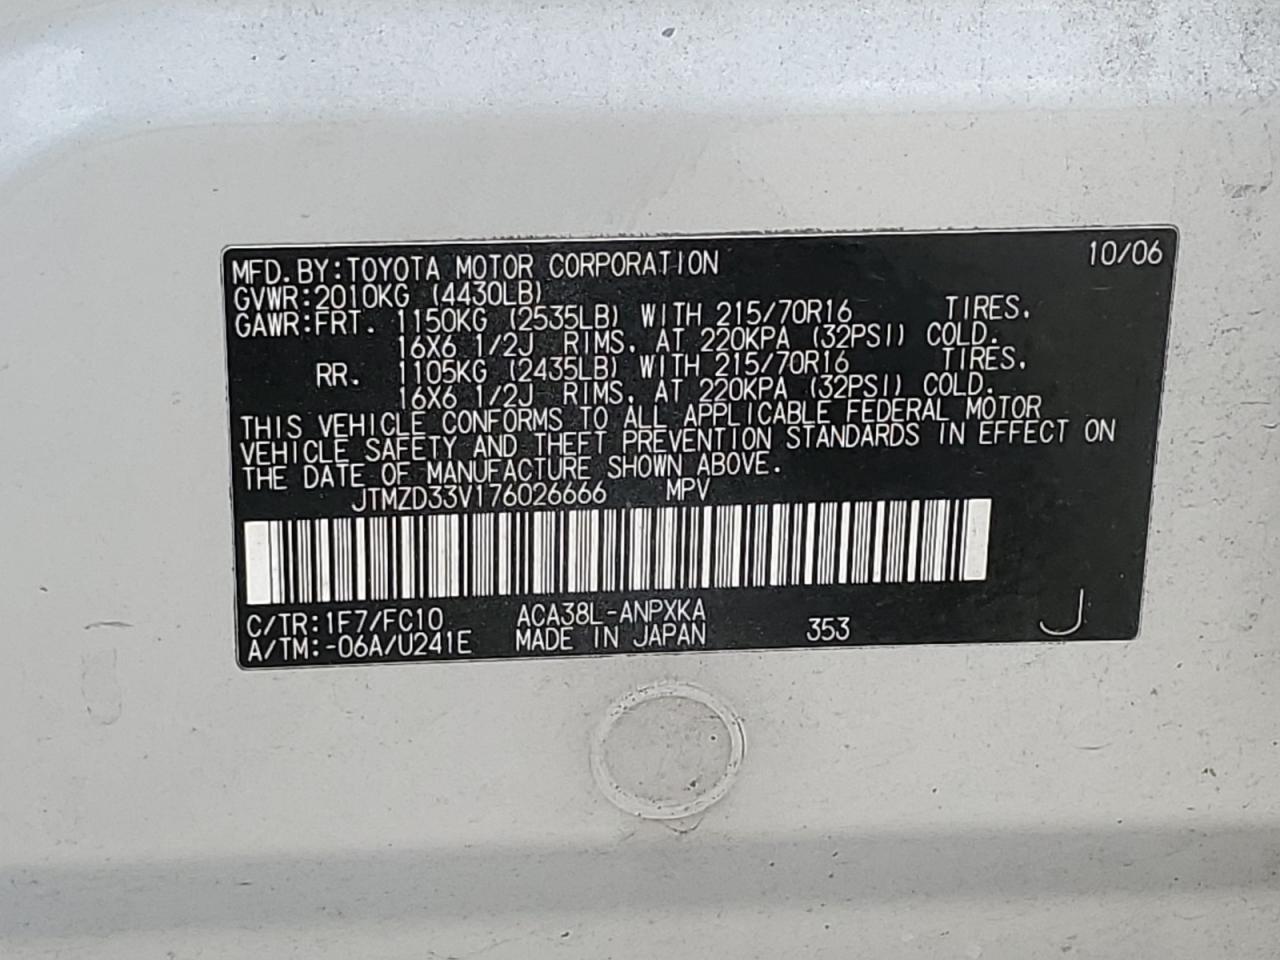 10/06
MFD. BY: TOYOTA MOTOR CORPORATION
GVWR: 2010KG (4430LB)
GAWR: FRT. 1150KG (2535LB) WITH 215/70R16 TIRES.
16X6 1/2J RIMS. AT 220KPA (32PSI) COLD.
RR. 1105KG (2435LB) WITH 215/70R16 TIRES.
16X6 1/2J RIMS. AT 220KPA (32PSI) COLD.
THIS VEHICLE CONFORMS TO ALL APPLICABLE FEDERAL MOTOR
VEHICLE SAFETY AND THEFT PREVENTION STANDARDS IN EFFECT ON
THE DATE OF MANUFACTURE SHOWN ABOVE.
JTMZD33V176026666 MPV
C/TR: 1F7/FC10 ACA38L-ANPXKA
A/TM: -06A/U241E MADE IN JAPAN 353 J